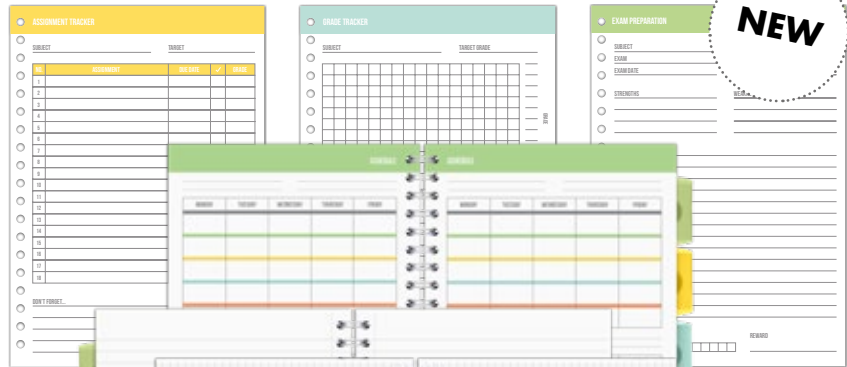 ASSIGNMENT TRACKER
SUBJECT TARGET
NO ASSIGNMENT DUE DATE ✓ GRADE
1
2
3
4
5
6
7
8
9
10
11
12
13
14
15
16
17
18
DON'T FORGET...
GRADE TRACKER
SUBJECT TARGET GRADE
EXAM PREPARATION
SUBJECT
EXAM
EXAM DATE
STRENGTHS
REWARD
NEW
SCHEDULE SCHEDULE
MONDAY TUESDAY WEDNESDAY THURSDAY FRIDAY
MONDAY TUESDAY WEDNESDAY THURSDAY FRIDAY